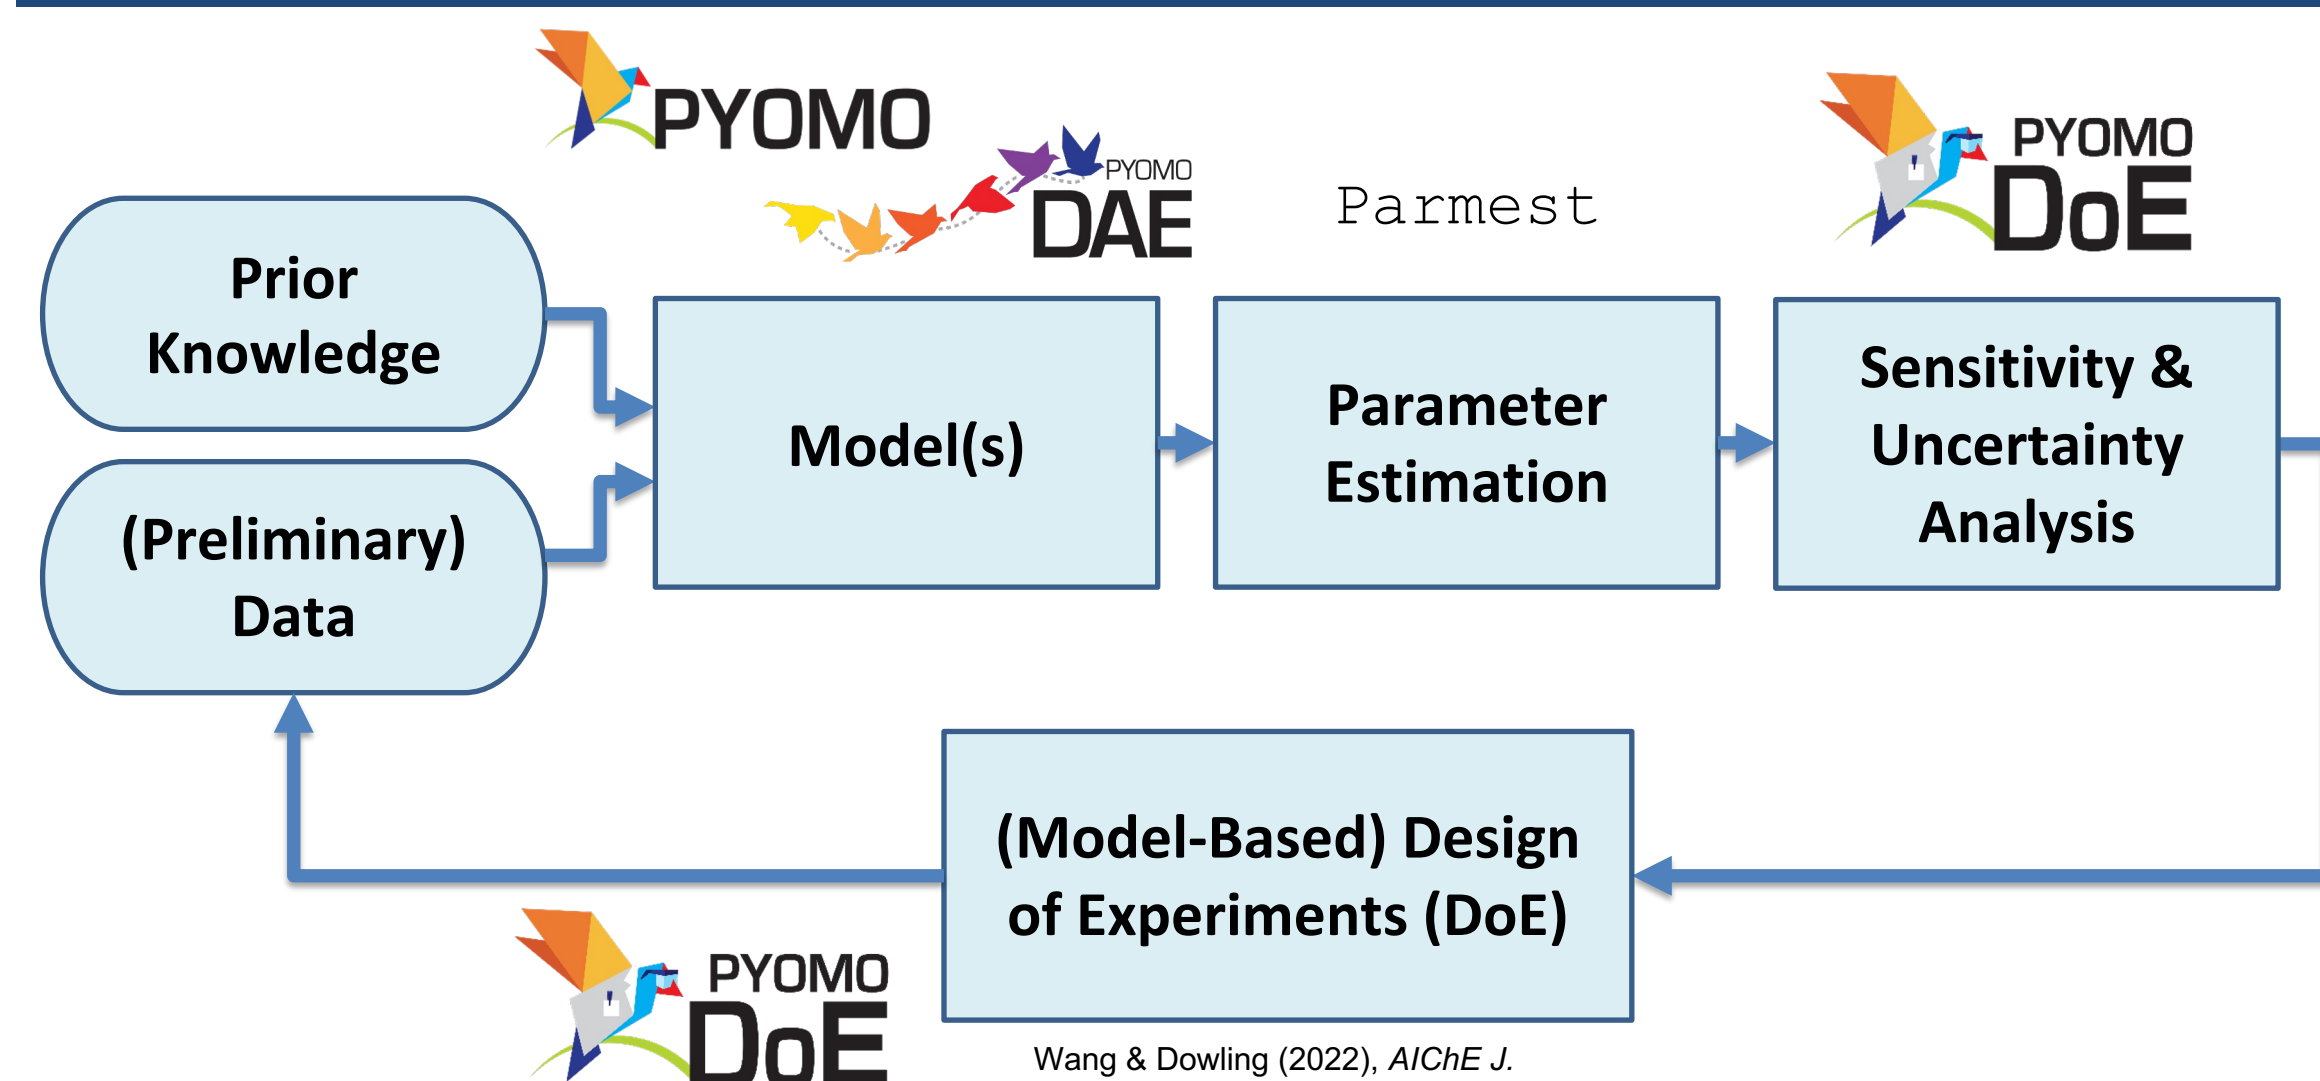 PYOMO
PYOMO
DAE
Parmest
PYOMO
DoE
Prior
Knowledge
(Preliminary)
Data
Model(s)
Parameter
Estimation
Sensitivity &
Uncertainty
Analysis
(Model-Based) Design
of Experiments (DoE)
PYOMO
DoE
Wang & Dowling (2022), AIChE J.